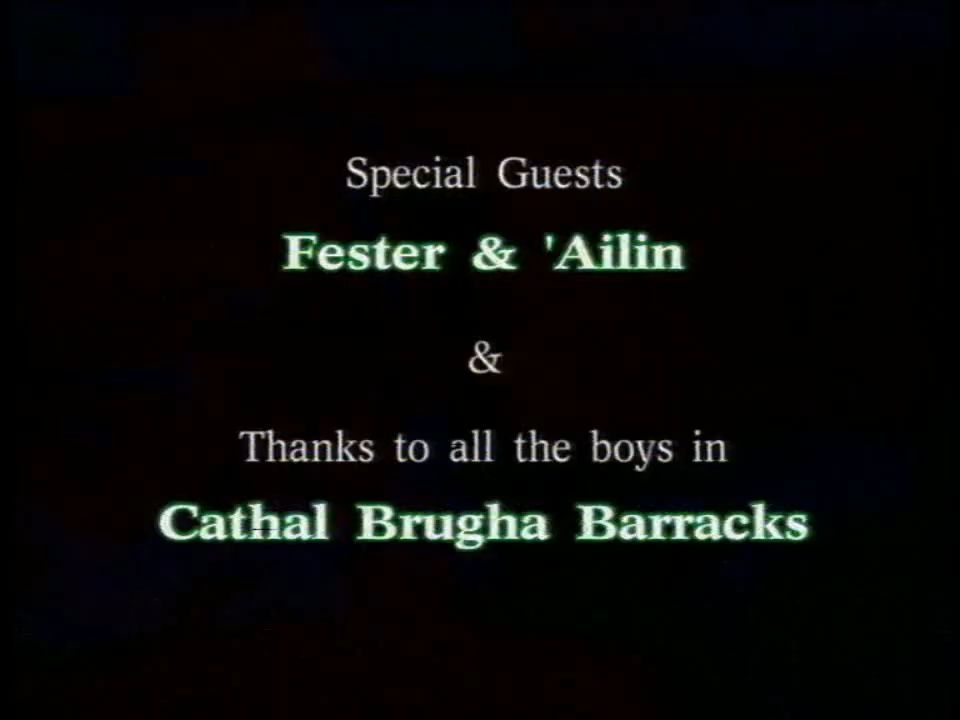 Special Guests
Fester & 'Ailin
&
Thanks to all the boys in
Cathal Brugha Barracks